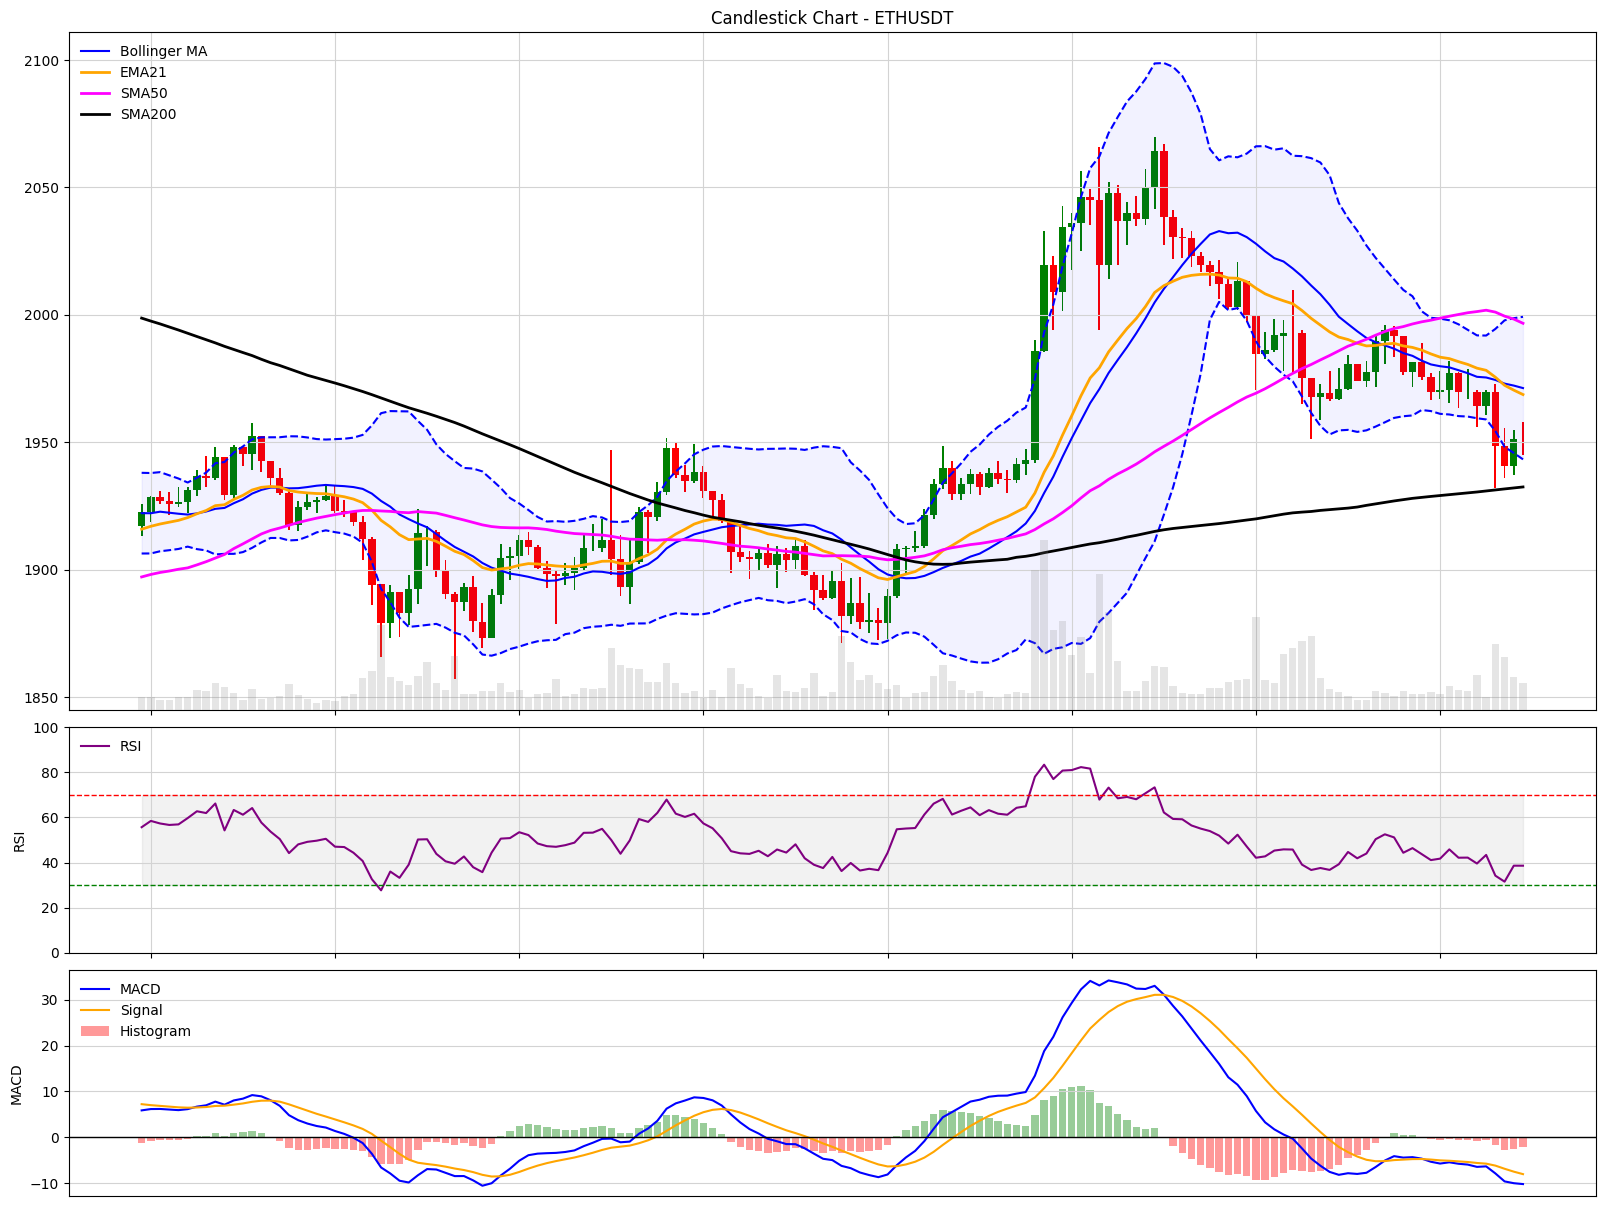 Candlestick Chart - ETHUSDT
Bollinger MA
EMA21
SMA50
SMA200
2100
2050
2000
1950
1900
1850
RSI
100
80
60
40
20
0
RSI
MACD
Signal
Histogram
30
20
10
0
−10
MACD